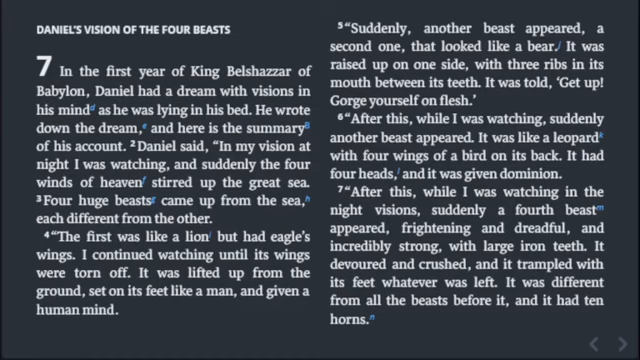 DANIEL'S VISION OF THE FOUR BEASTS
7 In the first year of King Belshazzar of
Babylon, Daniel had a dream with visions in
his mindᵈ as he was lying in his bed. He wrote
down the dream,ᵉ and here is the summaryᴮ
of his account. ²Daniel said, “In my vision at
night I was watching, and suddenly the four
winds of heavenᶠ stirred up the great sea.
³Four huge beastsᵍ came up from the sea,ʰ
each different from the other.
⁴“The first was like a lionⁱ but had eagle's
wings. I continued watching until its wings
were torn off. It was lifted up from the
ground, set on its feet like a man, and given a
human mind.
⁵“Suddenly, another beast appeared, a
second one, that looked like a bear.ʲ It was
raised up on one side, with three ribs in its
mouth between its teeth. It was told, ‘Get up!
Gorge yourself on flesh.’
⁶“After this, while I was watching, suddenly
another beast appeared. It was like a leopardᵏ
with four wings of a bird on its back. It had
four heads,ˡ and it was given dominion.
⁷“After this, while I was watching in the
night visions, suddenly a fourth beastᵐ
appeared, frightening and dreadful, and
incredibly strong, with large iron teeth. It
devoured and crushed, and it trampled with
its feet whatever was left. It was different
from all the beasts before it, and it had ten
horns.ⁿ